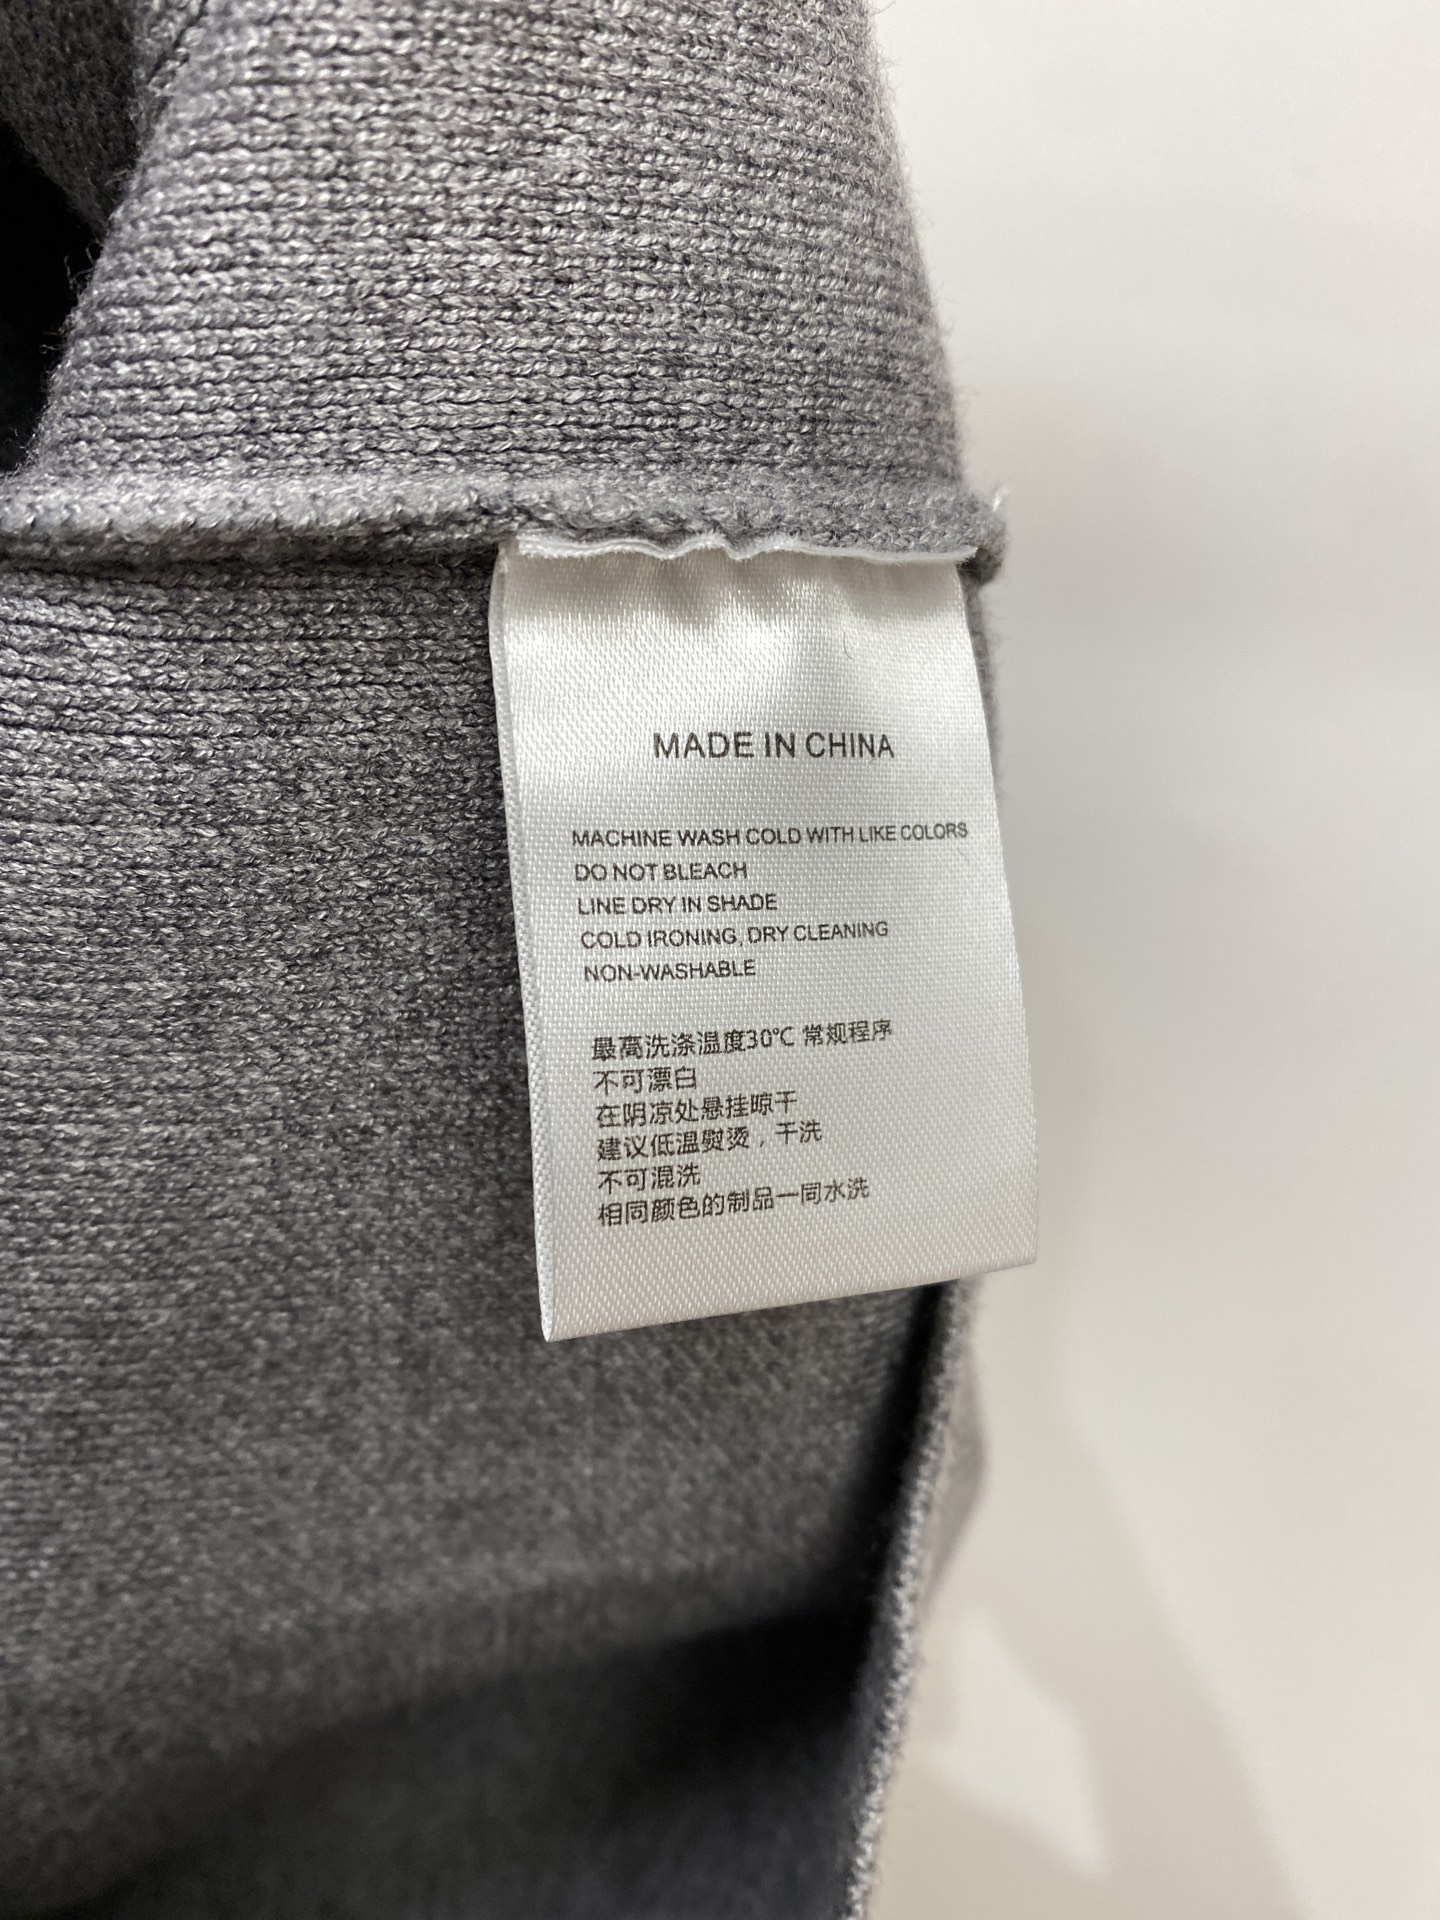 MADE IN CHINA
MACHINE WASH COLD WITH LIKE COLORS
DO NOT BLEACH
LINE DRY IN SHADE
COLD IRONING, DRY CLEANING
NON-WASHABLE
最高洗涤温度30℃ 常规程序
不可漂白
在阴凉处悬挂晾干
建议低温熨烫，干洗
不可混洗
相同颜色的制品一同水洗